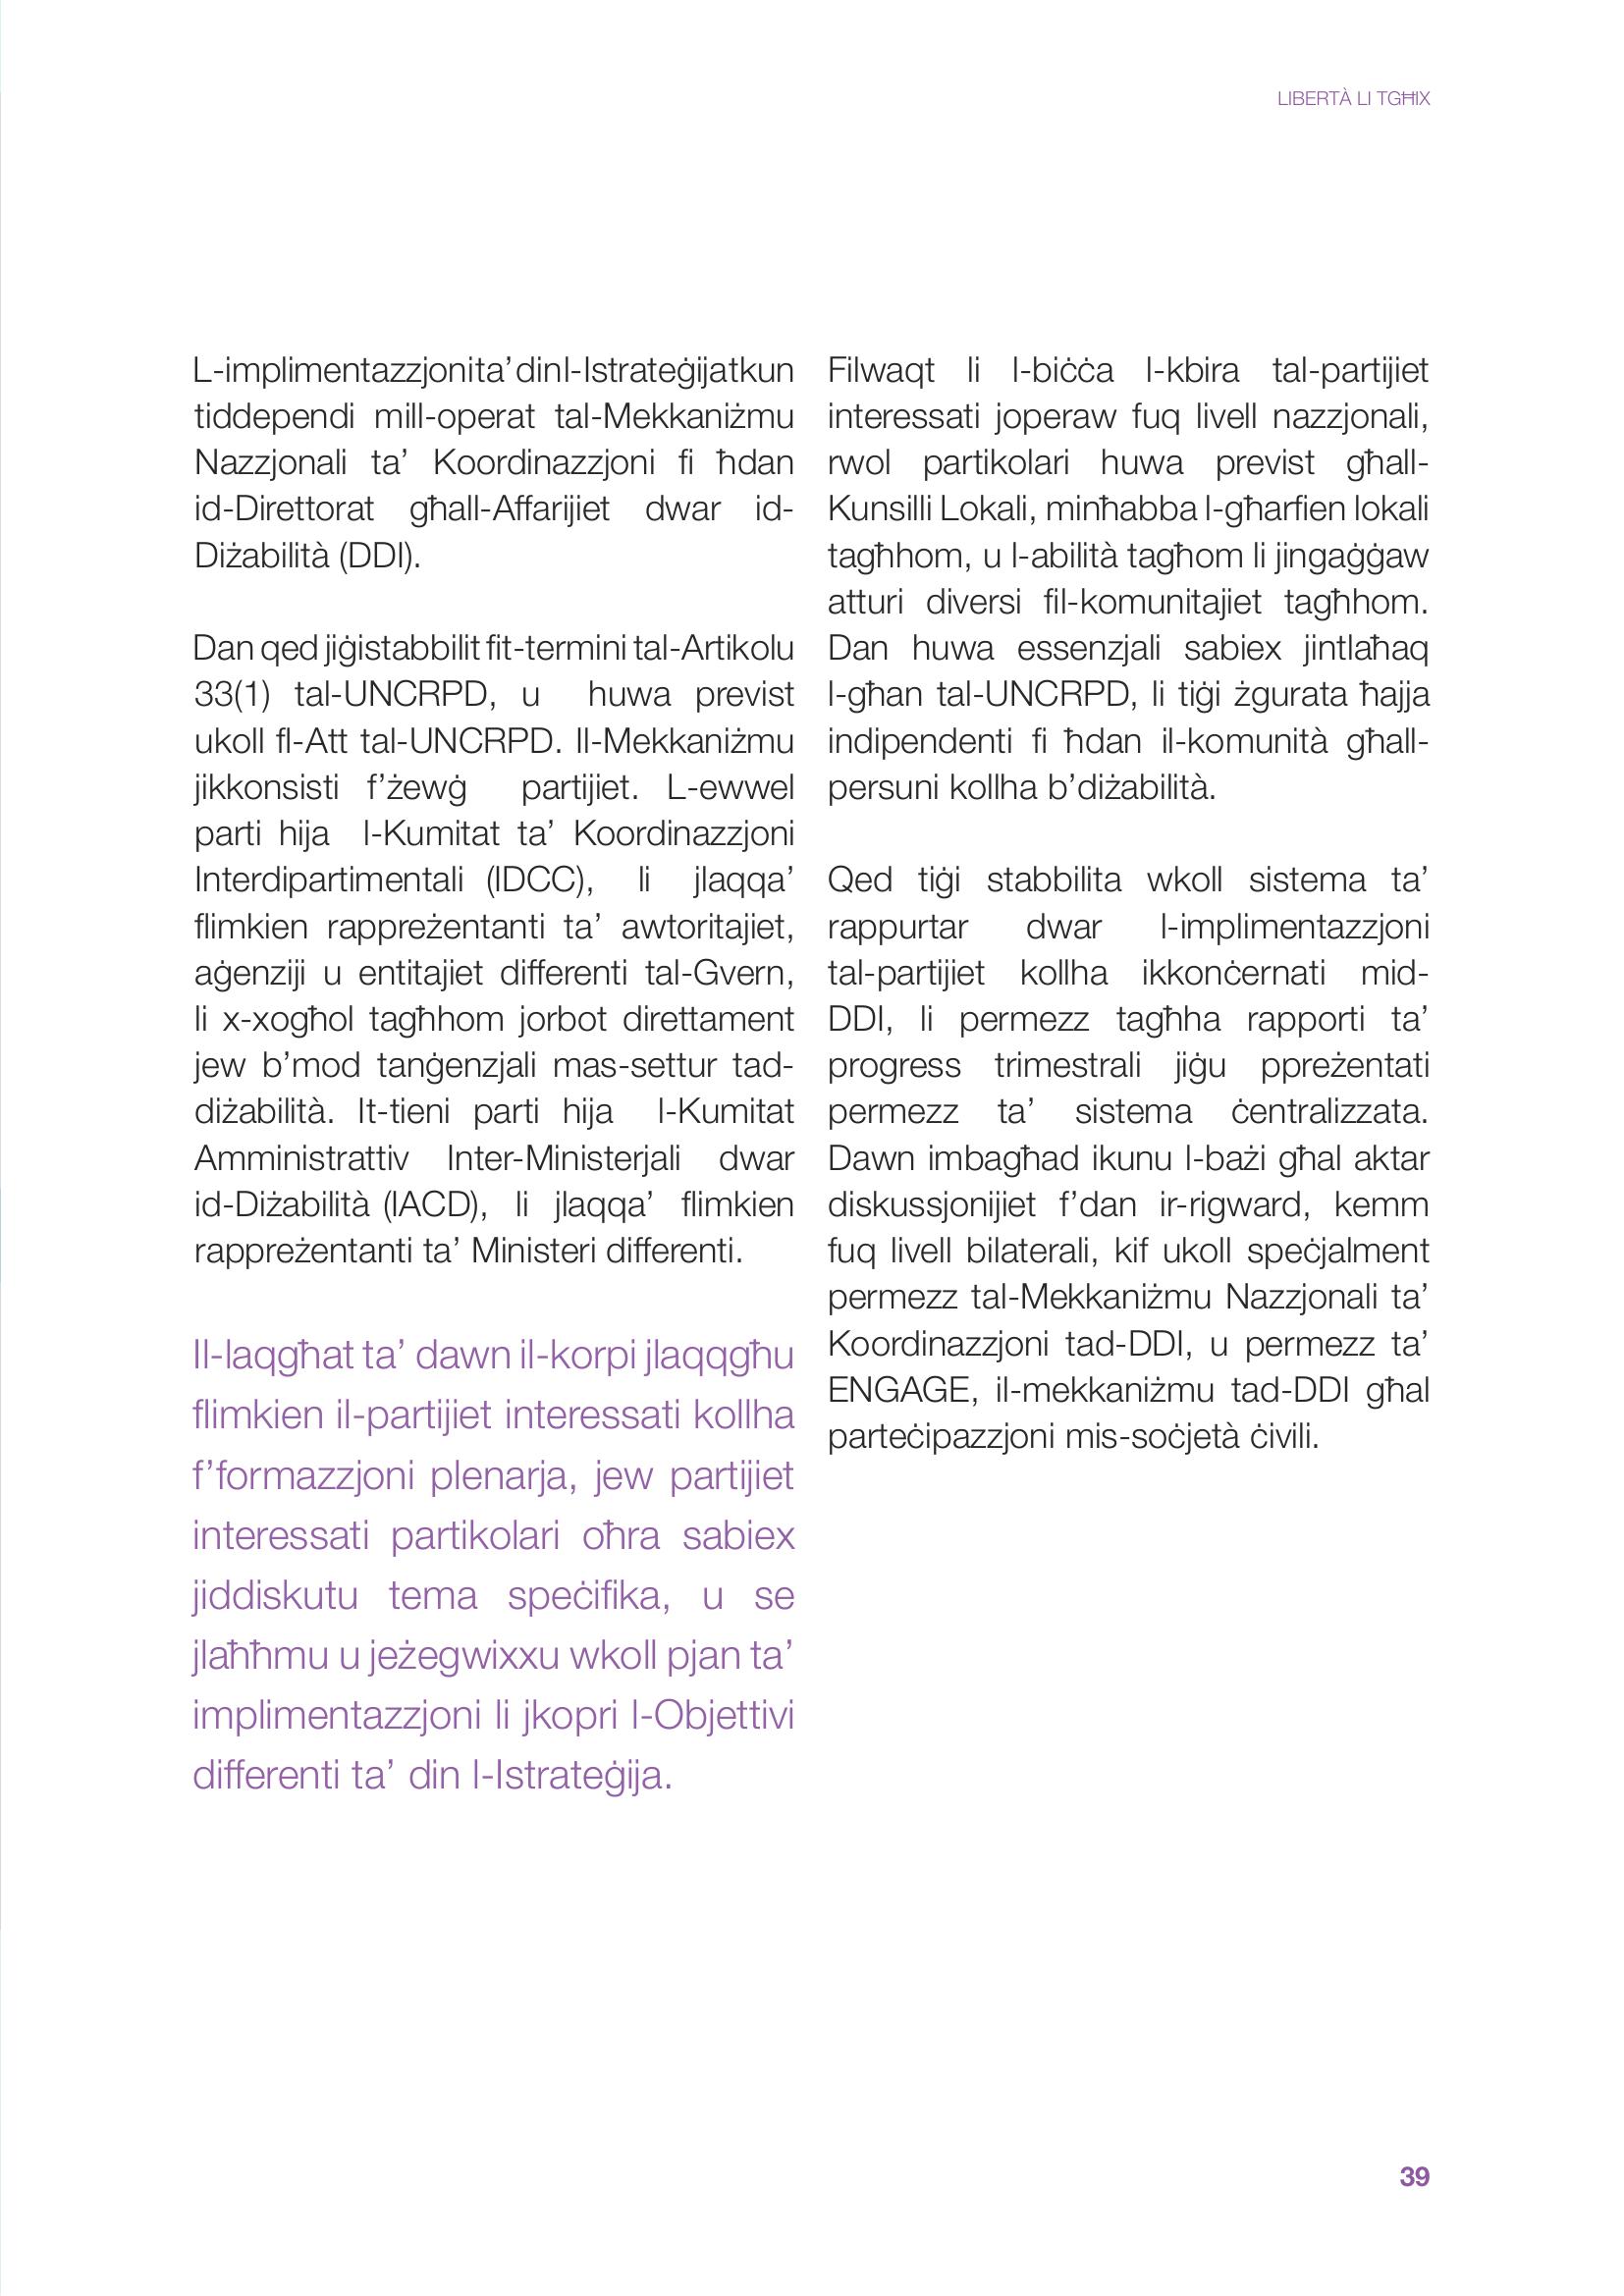 LIBERTÀ LI TGĦIX
L-implimentazzjonita’dinl-Istrateġijatkun
tiddependi mill-operat tal-Mekkaniżmu
Nazzjonali ta’ Koordinazzjoni fi ħdan
id-Direttorat għall-Affarijiet dwar id-
Diżabilità (DDI).
Dan qed jiġistabbilit fit-termini tal-Artikolu
33(1) tal-UNCRPD, u huwa previst
ukoll fl-Att tal-UNCRPD. Il-Mekkaniżmu
jikkonsisti f’żewġ partijiet. L-ewwel
parti hija l-Kumitat ta’ Koordinazzjoni
Interdipartimentali (IDCC), li jlaqqa’
flimkien rappreżentanti ta’ awtoritajiet,
aġenziji u entitajiet differenti tal-Gvern,
li x-xogħol tagħhom jorbot direttament
jew b’mod tanġenzjali mas-settur tad-
diżabilità. It-tieni parti hija l-Kumitat
Amministrattiv Inter-Ministerjali dwar
id-Diżabilità (IACD), li jlaqqa’ flimkien
rappreżentanti ta’ Ministeri differenti.
Il-laqgħat ta’ dawn il-korpi jlaqqgħu
flimkien il-partijiet interessati kollha
f’formazzjoni plenarja, jew partijiet
interessati partikolari oħra sabiex
jiddiskutu tema speċifika, u se
jlaħħmu u jeżegwixxu wkoll pjan ta’
implimentazzjoni li jkopri l-Objettivi
differenti ta’ din l-Istrateġija.
Filwaqt li l-biċċa l-kbira tal-partijiet
interessati joperaw fuq livell nazzjonali,
rwol partikolari huwa previst għall-
Kunsilli Lokali, minħabba l-għarfien lokali
tagħhom, u l-abilità tagħom li jingaġġaw
atturi diversi fil-komunitajiet tagħhom.
Dan huwa essenzjali sabiex jintlaħaq
l-għan tal-UNCRPD, li tiġi żgurata ħajja
indipendenti fi ħdan il-komunità għall-
persuni kollha b’diżabilità.
Qed tiġi stabbilita wkoll sistema ta’
rappurtar dwar l-implimentazzjoni
tal-partijiet kollha ikkonċernati mid-
DDI, li permezz tagħha rapporti ta’
progress trimestrali jiġu ppreżentati
permezz ta’ sistema ċentralizzata.
Dawn imbagħad ikunu l-bażi għal aktar
diskussjonijiet f’dan ir-rigward, kemm
fuq livell bilaterali, kif ukoll speċjalment
permezz tal-Mekkaniżmu Nazzjonali ta’
Koordinazzjoni tad-DDI, u permezz ta’
ENGAGE, il-mekkaniżmu tad-DDI għal
parteċipazzjoni mis-soċjetà ċivili.
39